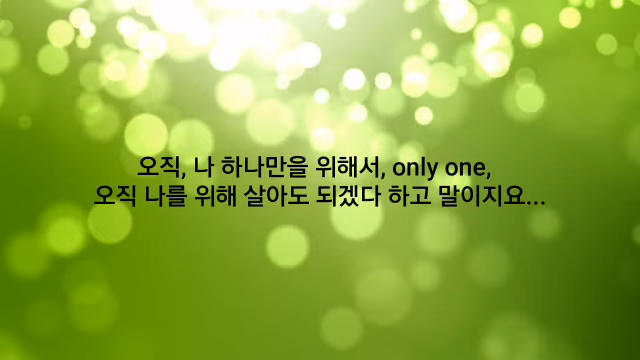 오직, 나 하나만을 위해서, only one,
오직 나를 위해 살아도 되겠다 하고 말이지요...